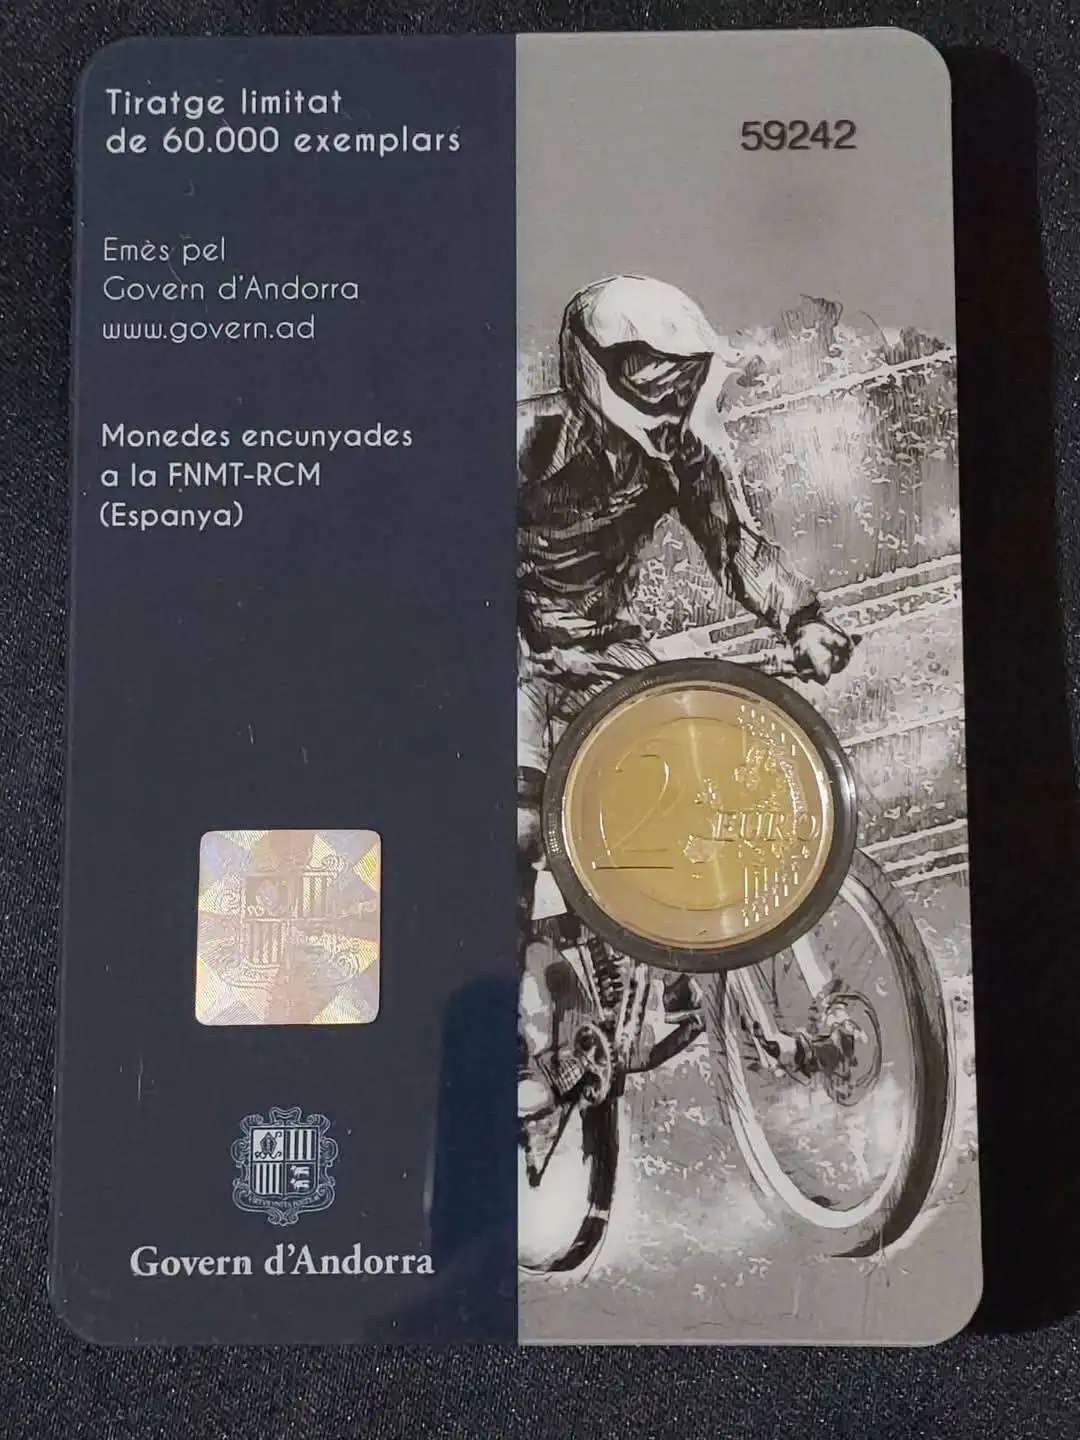 Tiratge limitat
de 60.000 exemplars
59242
Emès pel
Govern d'Andorra
www.govern.ad
Monedes encunyades
a la FNMT-RCM
(Espanya)
2 EURO
Govern d'Andorra